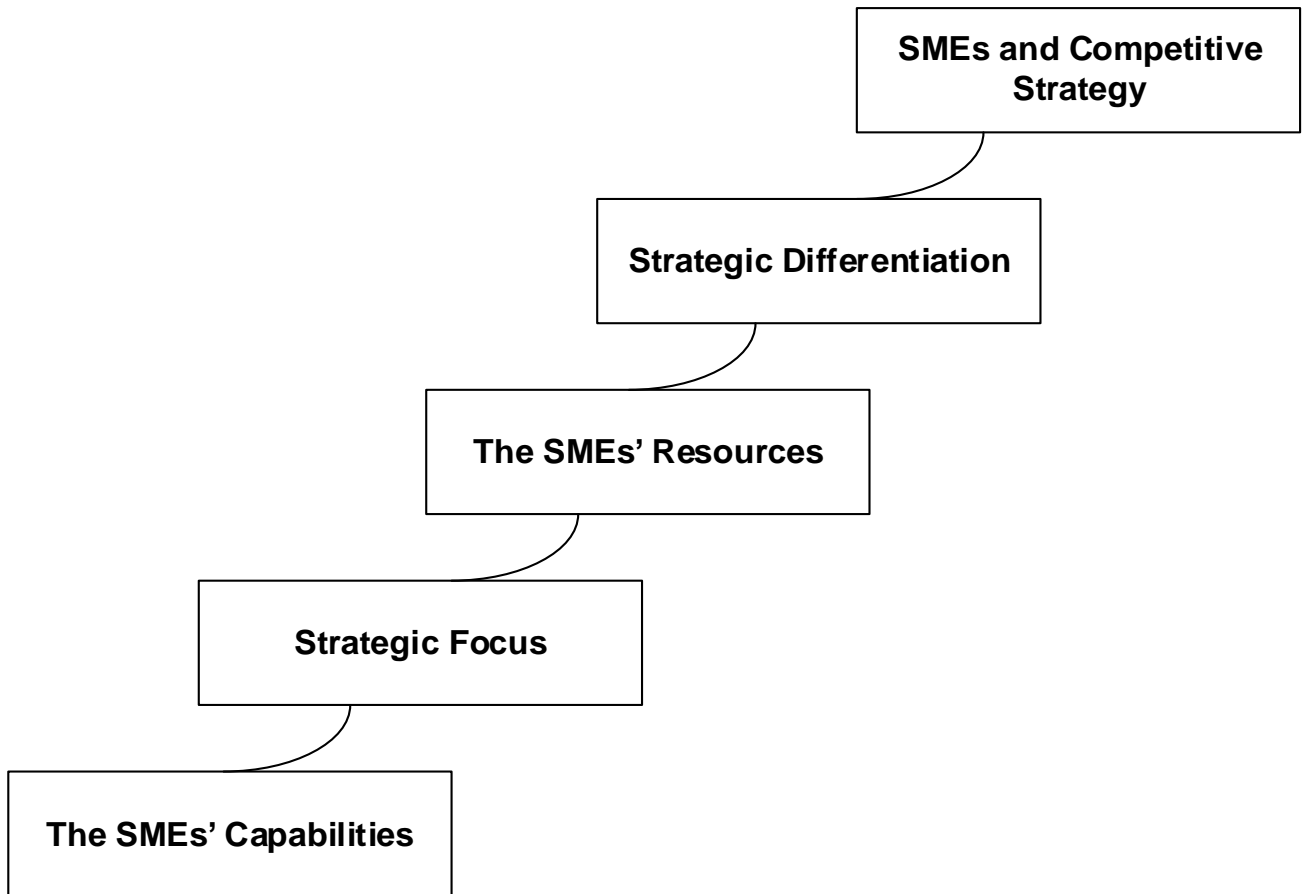 SMEs and Competitive
Strategy
Strategic Differentiation
The SMEs’ Resources
Strategic Focus
The SMEs’ Capabilities